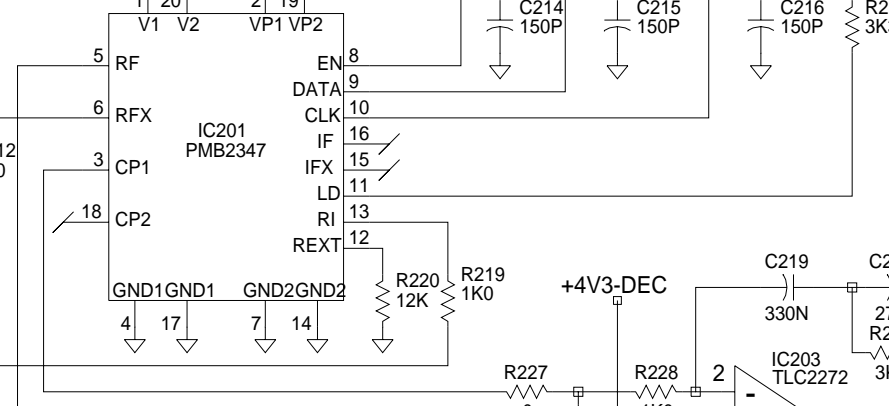 1 20 2 19
V1 V2 VP1 VP2
C214 C215 C216
150P 150P 150P
5 RF EN 8
DATA 9
6 RFX CLK 10
IC201
PMB2347
IF 16
3 CP1 IFX 15
LD 11
18 CP2 RI 13
REXT 12
GND1 GND1 GND2 GND2
4 17 7 14
R220
12K
R219
1K0
+4V3-DEC
C219
330N
R227 R228
2
-
IC203
TLC2272